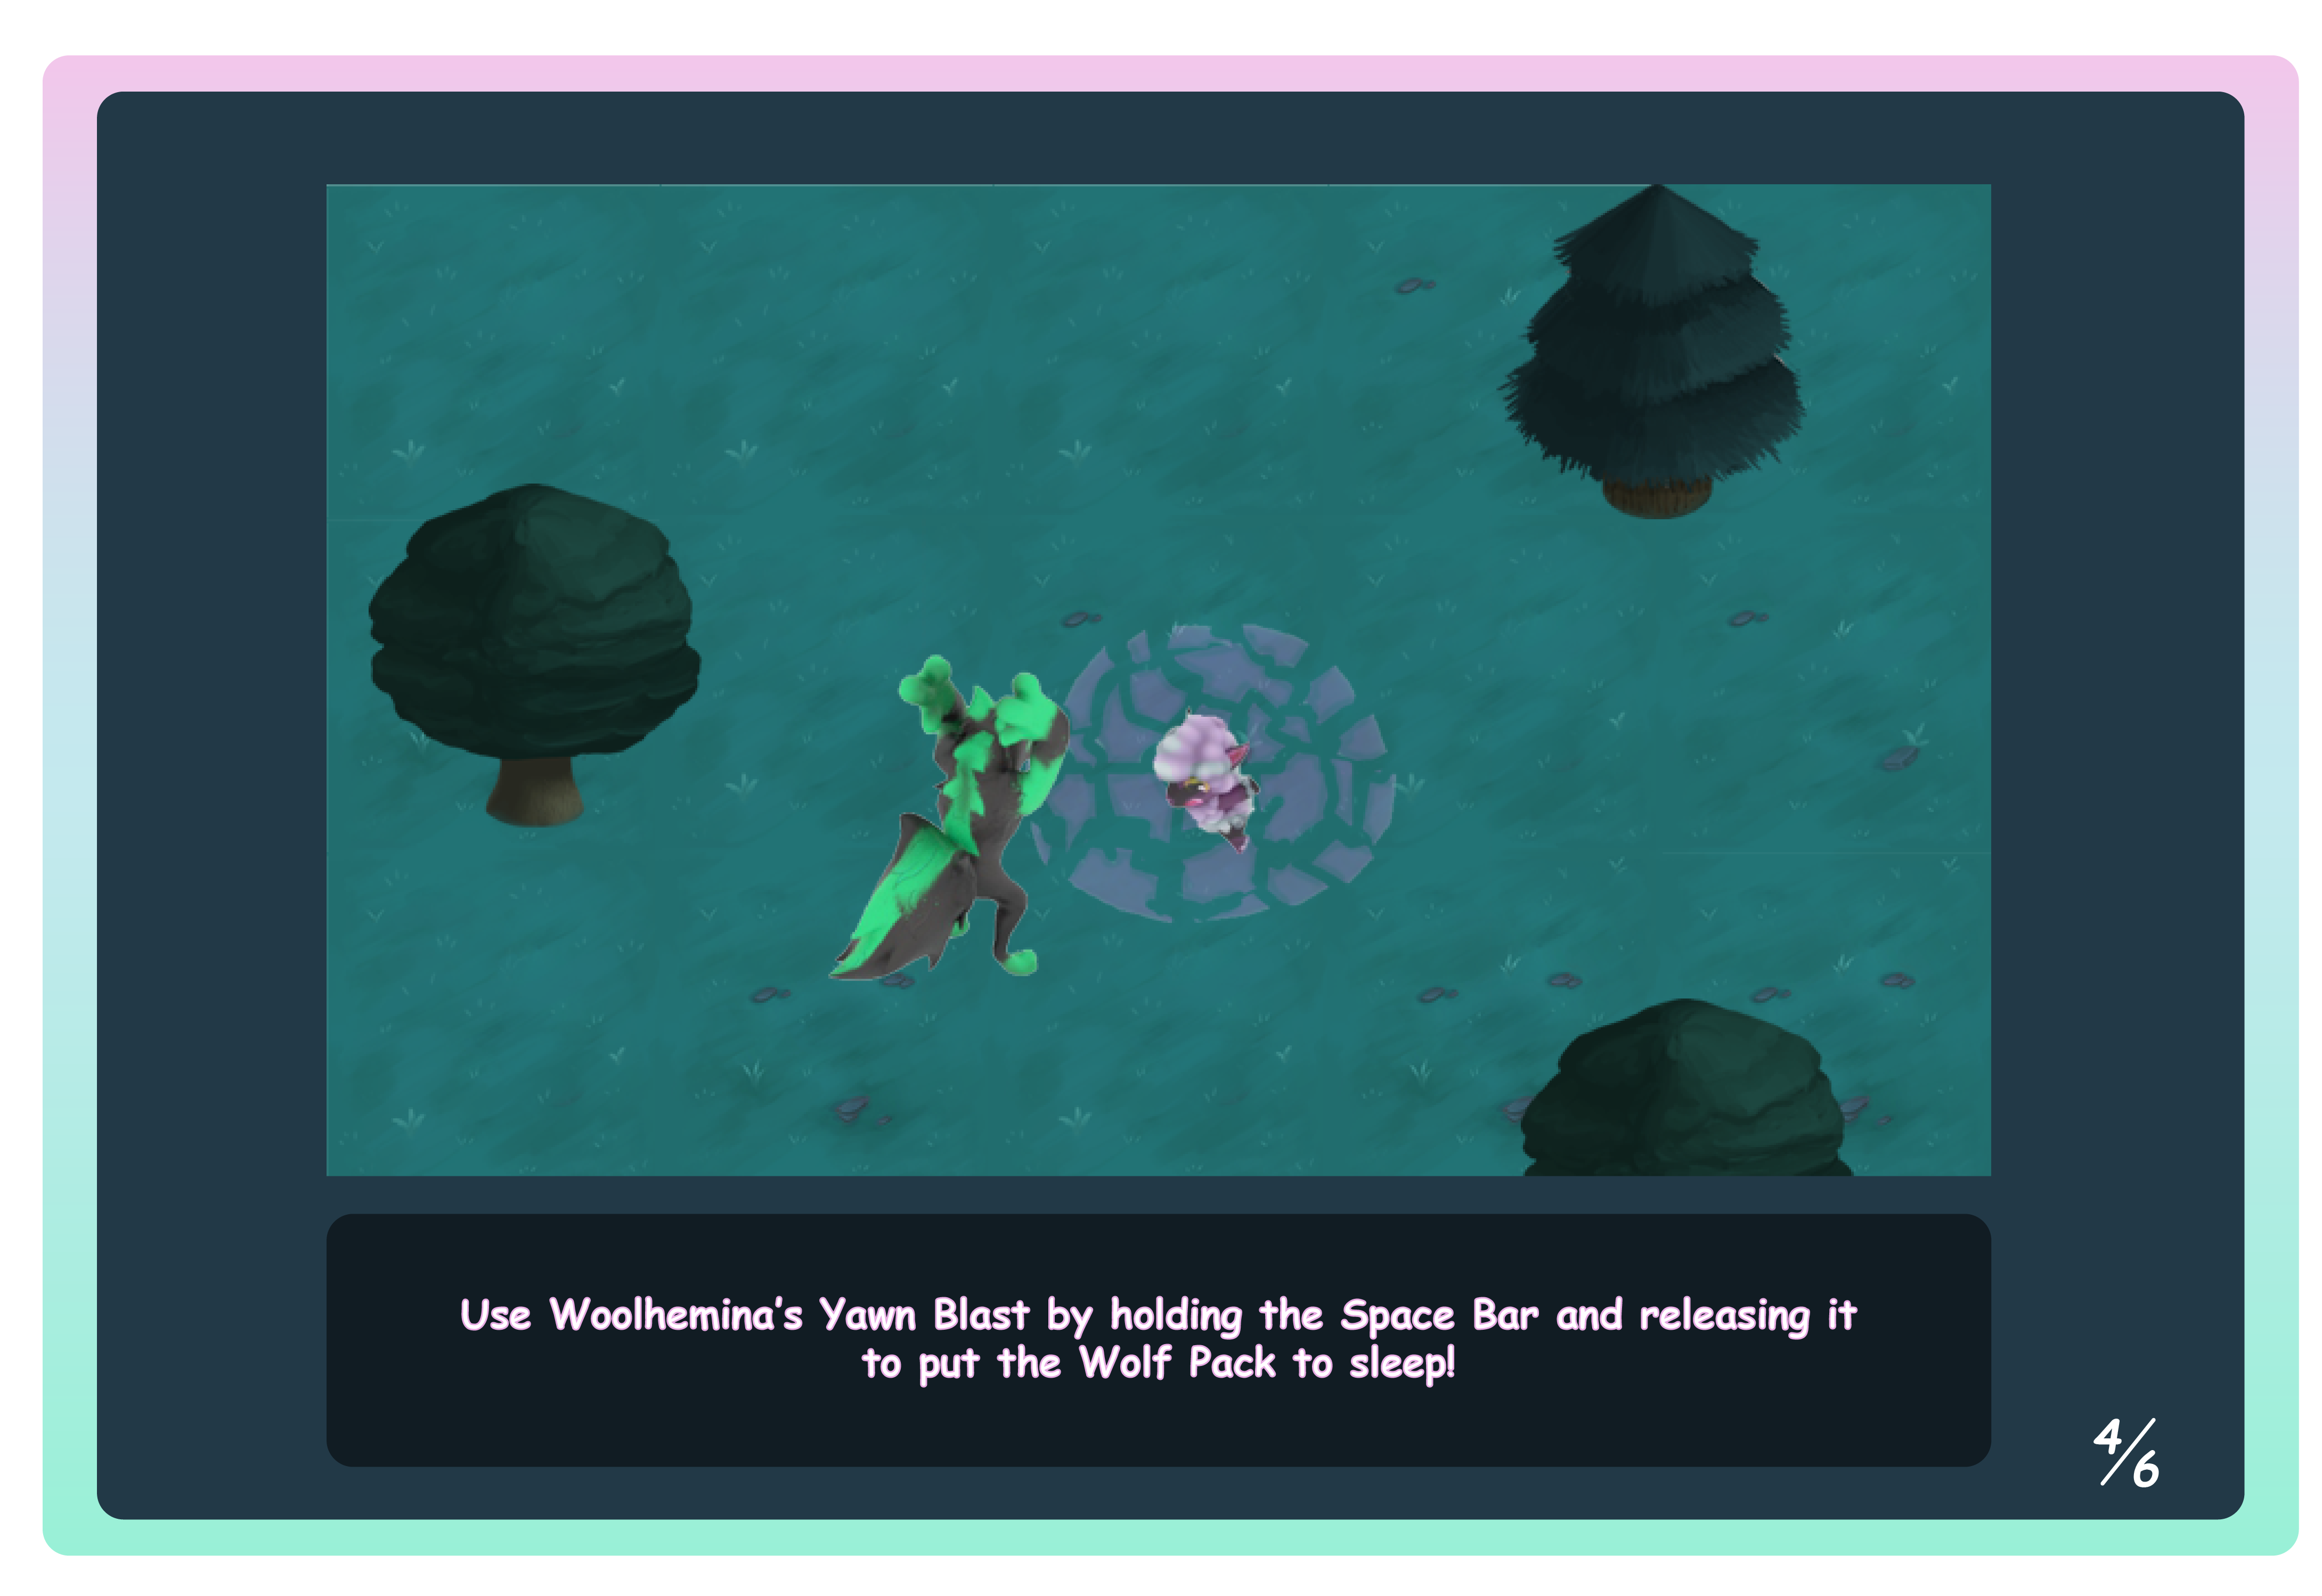 Use Woolhemina's Yawn Blast by holding the Space Bar and releasing it
to put the Wolf Pack to sleep!
4/6